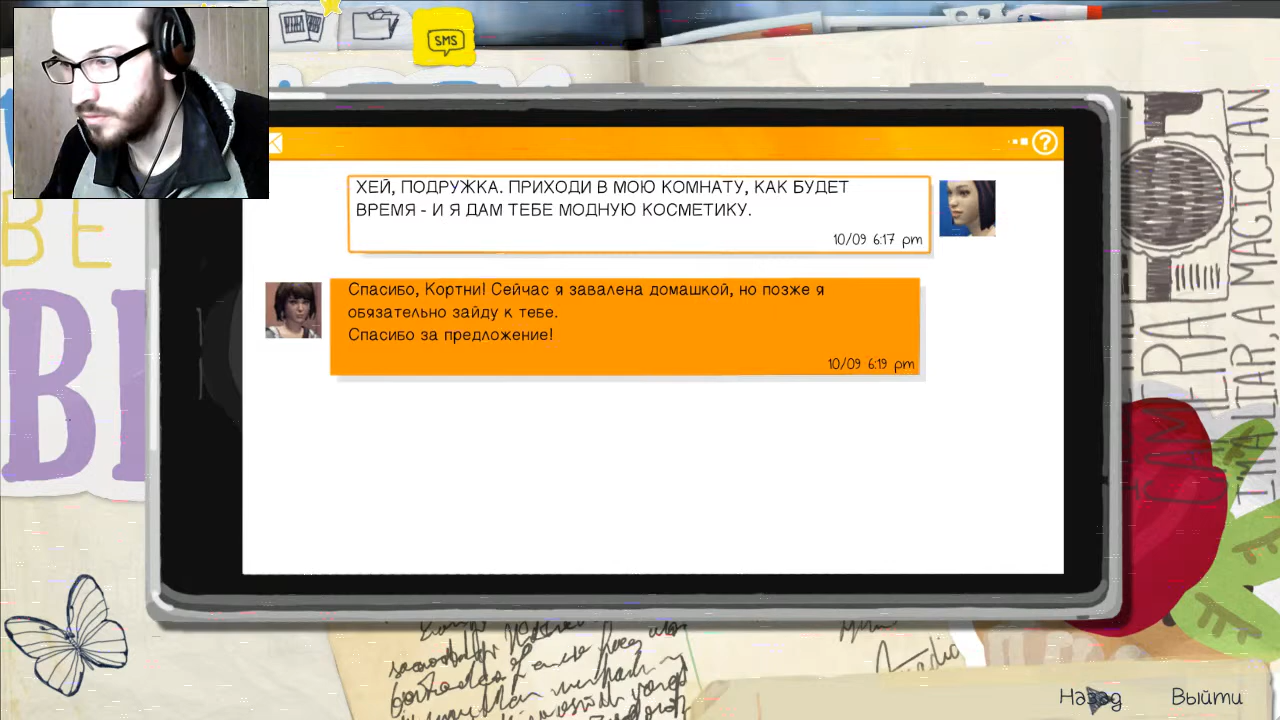 SMS
?
ХЕЙ, ПОДРУЖКА. ПРИХОДИ В МОЮ КОМНАТУ, КАК БУДЕТ
ВРЕМЯ - И Я ДАМ ТЕБЕ МОДНУЮ КОСМЕТИКУ.
10/09 6:17 pm
Спасибо, Кортни! Сейчас я завалена домашкой, но позже я
обязательно зайду к тебе.
Спасибо за предложение!
10/09 6:19 pm
BE
CAMERA
IMA LIAR, A MAGICIAN
Назад
Выйти